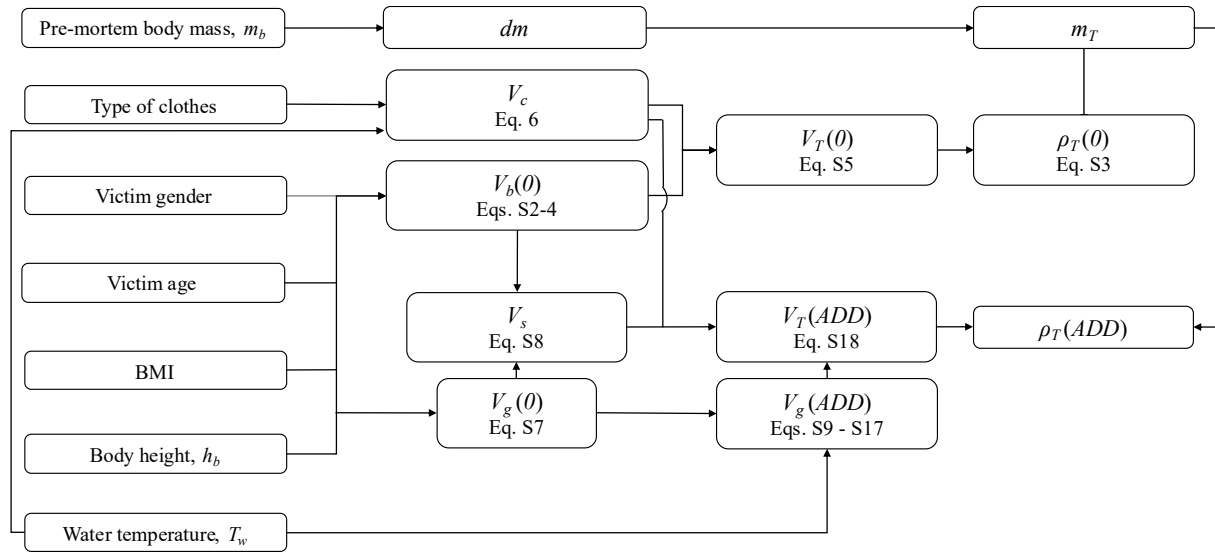 Pre-mortem body mass, m_b
dm
m_T
Type of clothes
V_c
Eq. 6
V_T(0)
Eq. S5
ρ_T(0)
Eq. S3
Victim gender
V_b(0)
Eqs. S2-4
Victim age
V_s
Eq. S8
V_T(ADD)
Eq. S18
ρ_T(ADD)
BMI
V_g(0)
Eq. S7
V_g(ADD)
Eqs. S9 - S17
Body height, h_b
Water temperature, T_w